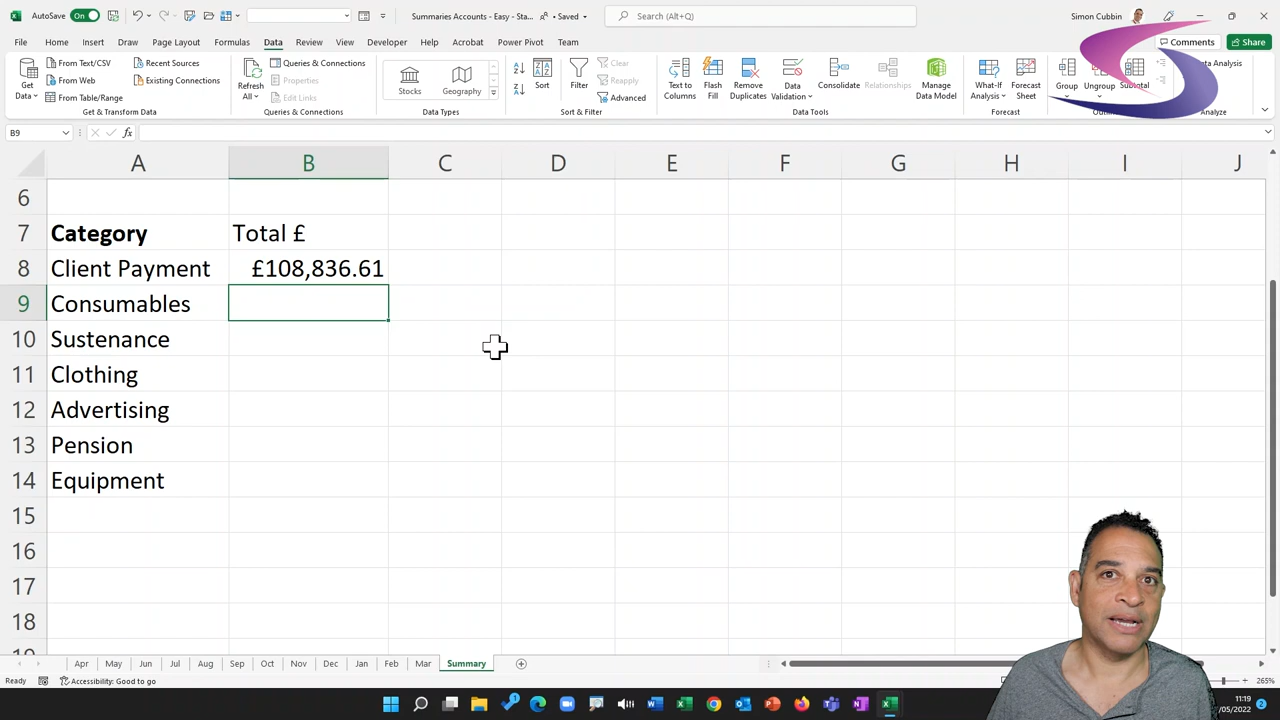 AutoSave On Summaries Accounts - Easy - Sta... Saved Search (Alt+Q) Simon Cubbin
File Home Insert Draw Page Layout Formulas Data Review View Developer Help Acrobat Power Pivot Team Comments Share
Get Data From Text/CSV From Web From Table/Range Recent Sources Existing Connections
Refresh All Queries & Connections Properties Edit Links
Stocks Geography
Sort Filter Clear Reapply Advanced
Text to Columns Flash Fill Remove Duplicates Data Validation Consolidate Relationships Manage Data Model
What-If Analysis Forecast Sheet Group Ungroup Subtotal Data Analysis
Get & Transform Data Queries & Connections Data Types Sort & Filter Data Tools Forecast Analyze
B9 fx
A B C D E F G H I J
6
7 Category Total £
8 Client Payment £108,836.61
9 Consumables
10 Sustenance
11 Clothing
12 Advertising
13 Pension
14 Equipment
15
16
17
18
Apr May Jun Jul Aug Sep Oct Nov Dec Jan Feb Mar Summary
Ready Accessibility: Good to go 265%
11:19
/05/2022 2